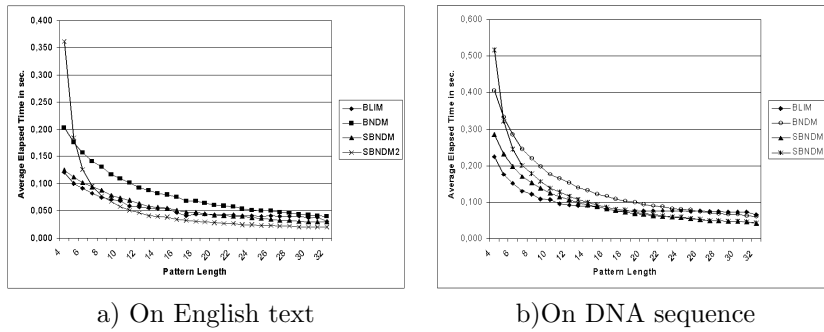 0,400
0,350
0,300
0,250
0,200
0,150
0,100
0,050
0,000
Average Elapsed Time in sec.
4 6 8 10 12 14 16 18 20 22 24 26 28 30 32
Pattern Length
BLIM
BNDM
SBNDM
SBNDM2
a) On English text
0,600
0,500
0,400
0,300
0,200
0,100
0,000
Average Elapsed Time in sec.
4 6 8 10 12 14 16 18 20 22 24 26 28 30 32
Pattern Length
BLIM
BNDM
SBNDM
SBNDM
b)On DNA sequence